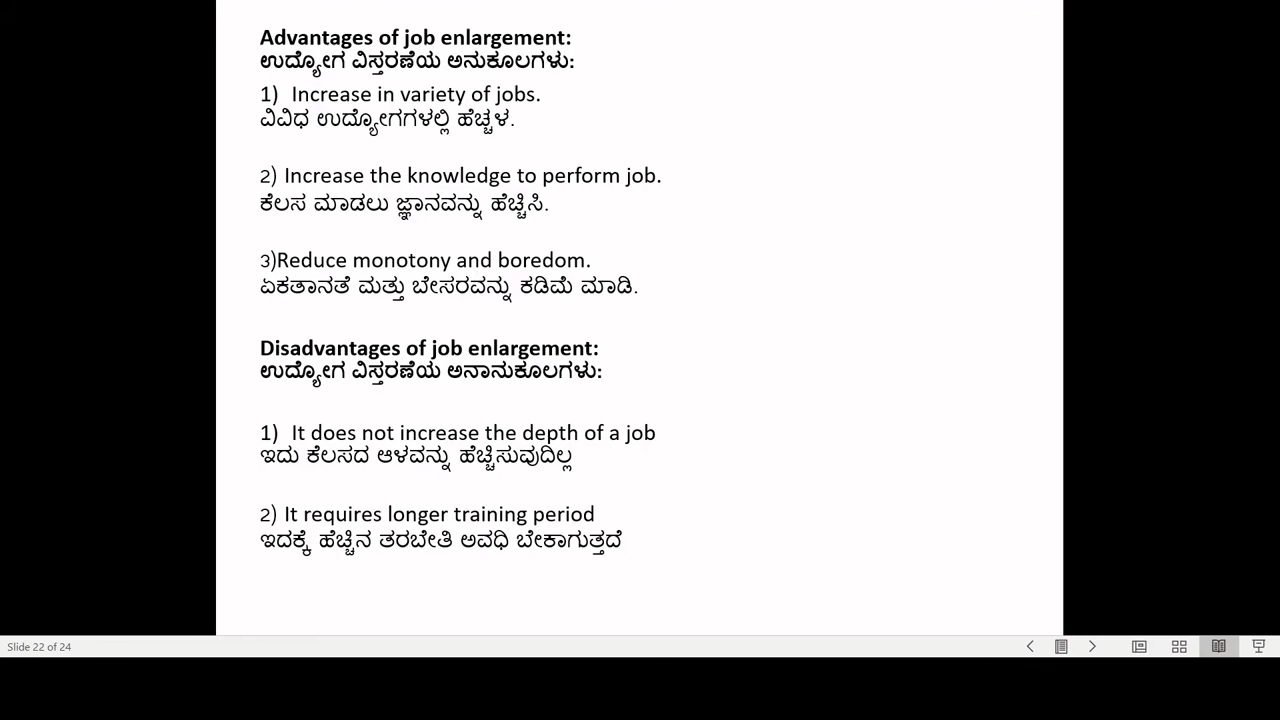 Advantages of job enlargement:
ಉದ್ಯೋಗ ವಿಸ್ತರಣೆಯ ಅನುಕೂಲಗಳು:
1) Increase in variety of jobs.
ವಿವಿಧ ಉದ್ಯೋಗಗಳಲ್ಲಿ ಹೆಚ್ಚಳ.
2) Increase the knowledge to perform job.
ಕೆಲಸ ಮಾಡಲು ಜ್ಞಾನವನ್ನು ಹೆಚ್ಚಿಸಿ.
3)Reduce monotony and boredom.
ಏಕತಾನತೆ ಮತ್ತು ಬೇಸರವನ್ನು ಕಡಿಮೆ ಮಾಡಿ.
Disadvantages of job enlargement:
ಉದ್ಯೋಗ ವಿಸ್ತರಣೆಯ ಅನಾನುಕೂಲಗಳು:
1) It does not increase the depth of a job
ಇದು ಕೆಲಸದ ಆಳವನ್ನು ಹೆಚ್ಚಿಸುವುದಿಲ್ಲ
2) It requires longer training period
ಇದಕ್ಕೆ ಹೆಚ್ಚಿನ ತರಬೇತಿ ಅವಧಿ ಬೇಕಾಗುತ್ತದೆ
Slide 22 of 24